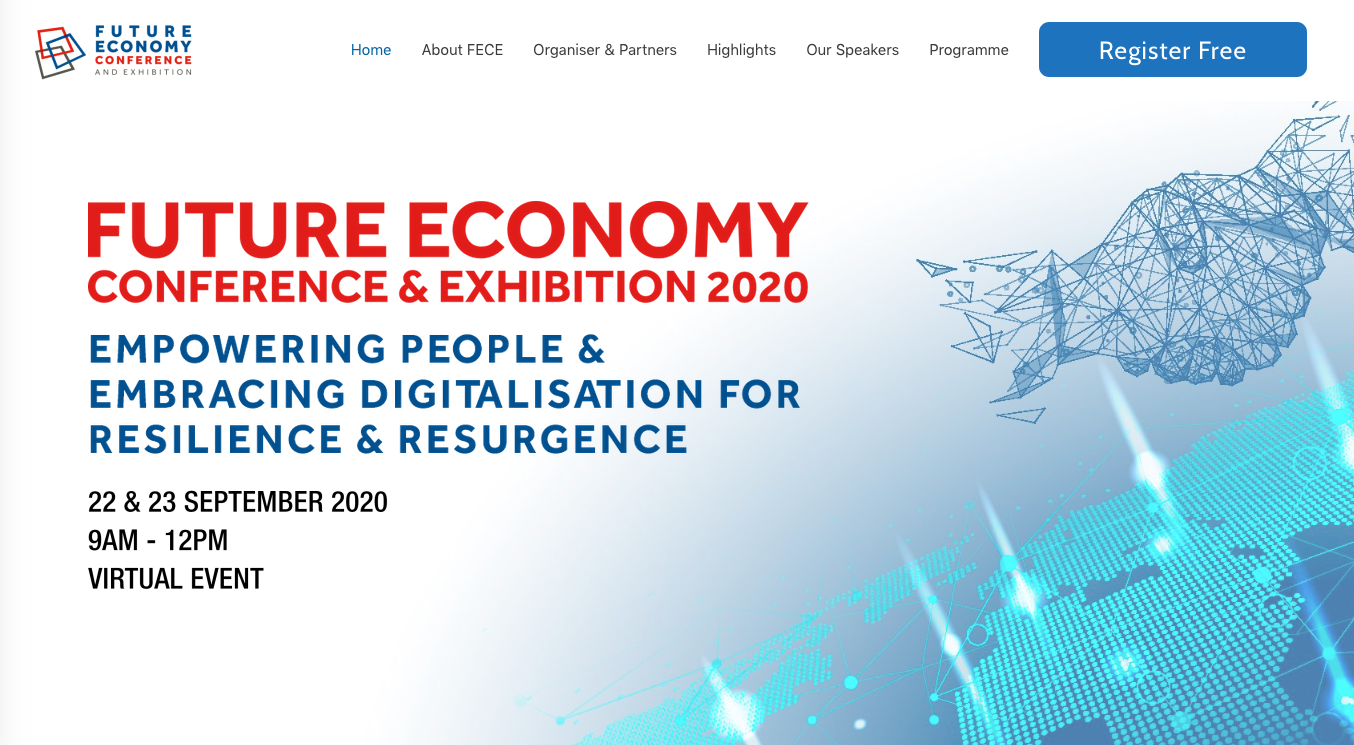 FUTURE
ECONOMY
CONFERENCE
AND EXHIBITION
Home About FECE Organiser & Partners Highlights Our Speakers Programme Register Free
FUTURE ECONOMY
CONFERENCE & EXHIBITION 2020
EMPOWERING PEOPLE &
EMBRACING DIGITALISATION FOR
RESILIENCE & RESURGENCE
22 & 23 SEPTEMBER 2020
9AM - 12PM
VIRTUAL EVENT